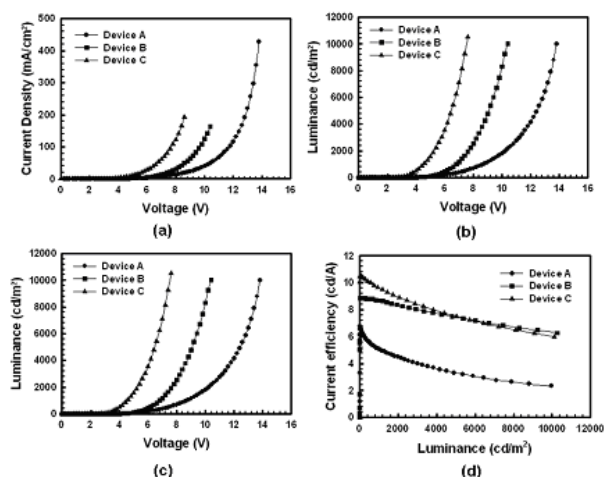 500
400
300
200
100
0
Current Density (mA/cm²)
Device A
Device B
Device C
0 2 4 6 8 10 12 14 16
Voltage (V)
(a)
12000
10000
8000
6000
4000
2000
0
Luminance (cd/m²)
Device A
Device B
Device C
0 2 4 6 8 10 12 14 16
Voltage (V)
(b)
12000
10000
8000
6000
4000
2000
0
Luminance (cd/m²)
Device A
Device B
Device C
0 2 4 6 8 10 12 14 16
Voltage (V)
(c)
12
10
8
6
4
2
0
Current efficiency (cd/A)
Device A
Device B
Device C
0 2000 4000 6000 8000 10000 12000
Luminance (cd/m²)
(d)